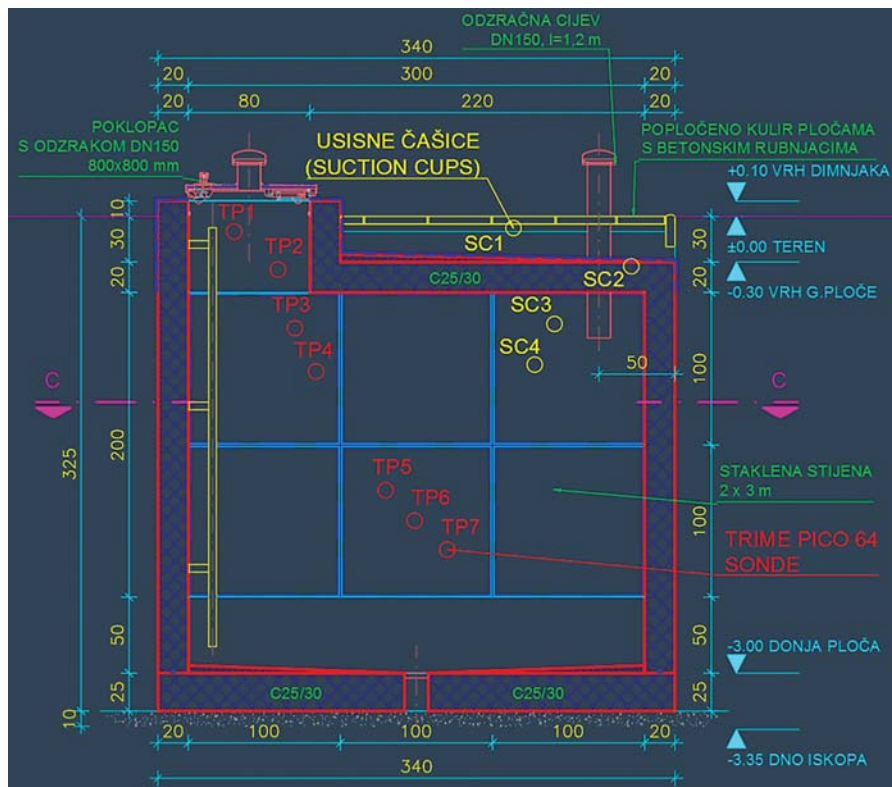 ODZRAČNA CIJEV
DN150, l=1,2 m
340
20 300 20
20 80 220 20
POKLOPAC
S ODZRAKOM DN150
800x800 mm
USISNE ČAŠICE
(SUCTION CUPS)
POPLOČENO KULIR PLOČAMA
S BETONSKIM RUBNJACIMA
+0.10 VRH DIMNJAKA
10
TP1
SC1
30
30
±0.00 TEREN
TP2
SC2
20
C25/30
20
-0.30 VRH G.PLOČE
TP3
SC3
TP4
SC4
50
100
C
C
325
200
TP5
STAKLENA STIJENA
2 x 3 m
TP6
100
TP7
TRIME PICO 64
SONDE
50
50
-3.00 DONJA PLOČA
25
C25/30
C25/30
25
10
20 100 100 100 20
-3.35 DNO ISKOPA
340